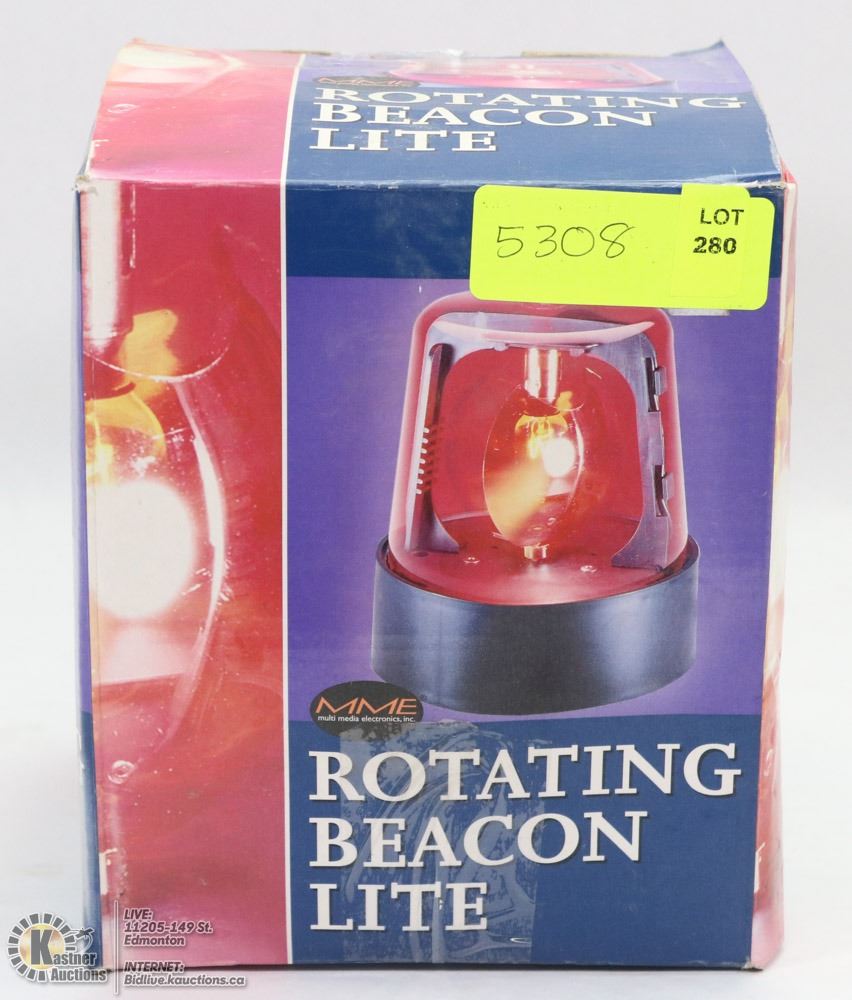 ROTATING
BEACON
LITE
5308
LOT
280
MME
multi media electronics, inc.
ROTATING
BEACON
LITE
Kastner
Auctions
LIVE:
11205-149 St.
Edmonton
INTERNET:
Bidlive.kauctions.ca